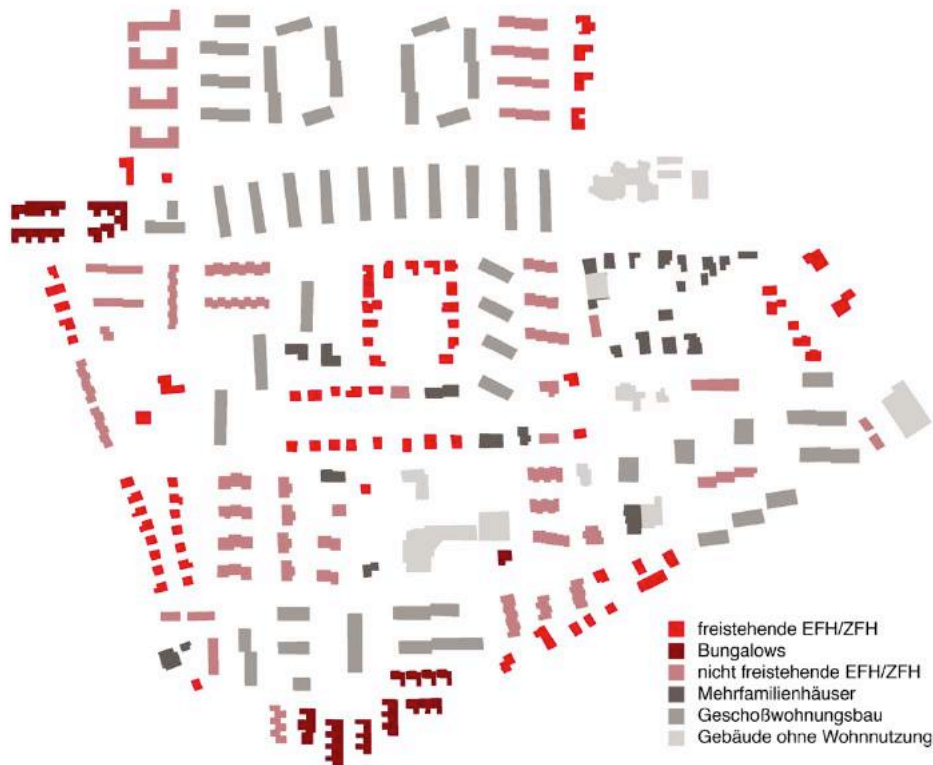 freistehende EFH/ZFH
Bungalows
nicht freistehende EFH/ZFH
Mehrfamilienhäuser
Geschoßwohnungsbau
Gebäude ohne Wohnnutzung